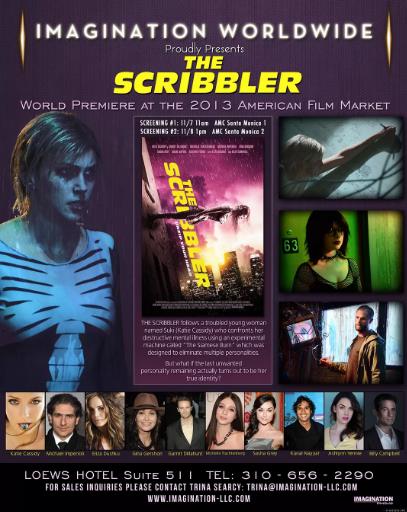 IMAGINATION WORLDWIDE
Proudly Presents
THE
SCRIBBLER
WORLD PREMIERE AT THE 2013 AMERICAN FILM MARKET
SCREENING #1: 11/7 11am AMC Santa Monica 1
SCREENING #2: 11/8 1pm AMC Santa Monica 2
THE
SCRIBBLER
63
THE SCRIBBLER follows a troubled young woman
named Suki (Katie Cassidy) who confronts her
destructive mental illness using an experimental
machine called "The Siamese Burn" which was
designed to eliminate multiple personalities.
But what if the last unwanted
personality remaining actually turns out to be her
true identity?
Katie Cassidy
Michael Imperioli
Eliza Dushku
Gina Gershon
Garret Dillahunt
Michelle Trachtenberg
Sasha Grey
Kunal Nayyar
Ashlynn Yennie
Billy Campbell
LOEWS HOTEL Suite 511 TEL: 310 - 656 - 2290
FOR SALES INQUIRIES PLEASE CONTACT TRINA SEARCY: TRINA@IMAGINATION-LLC.COM
WWW.IMAGINATION-LLC.COM
IMAGINATION